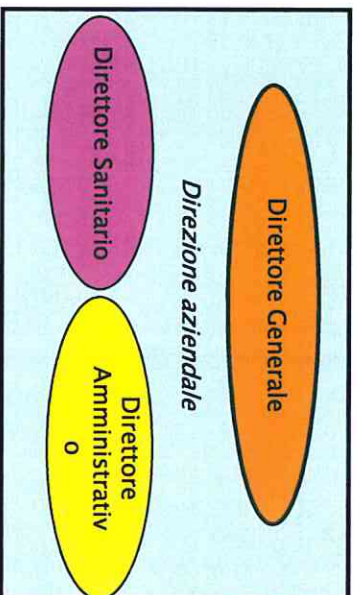 Direttore Generale
Direzione aziendale
Direttore Sanitario
Direttore
Amministrativ
o